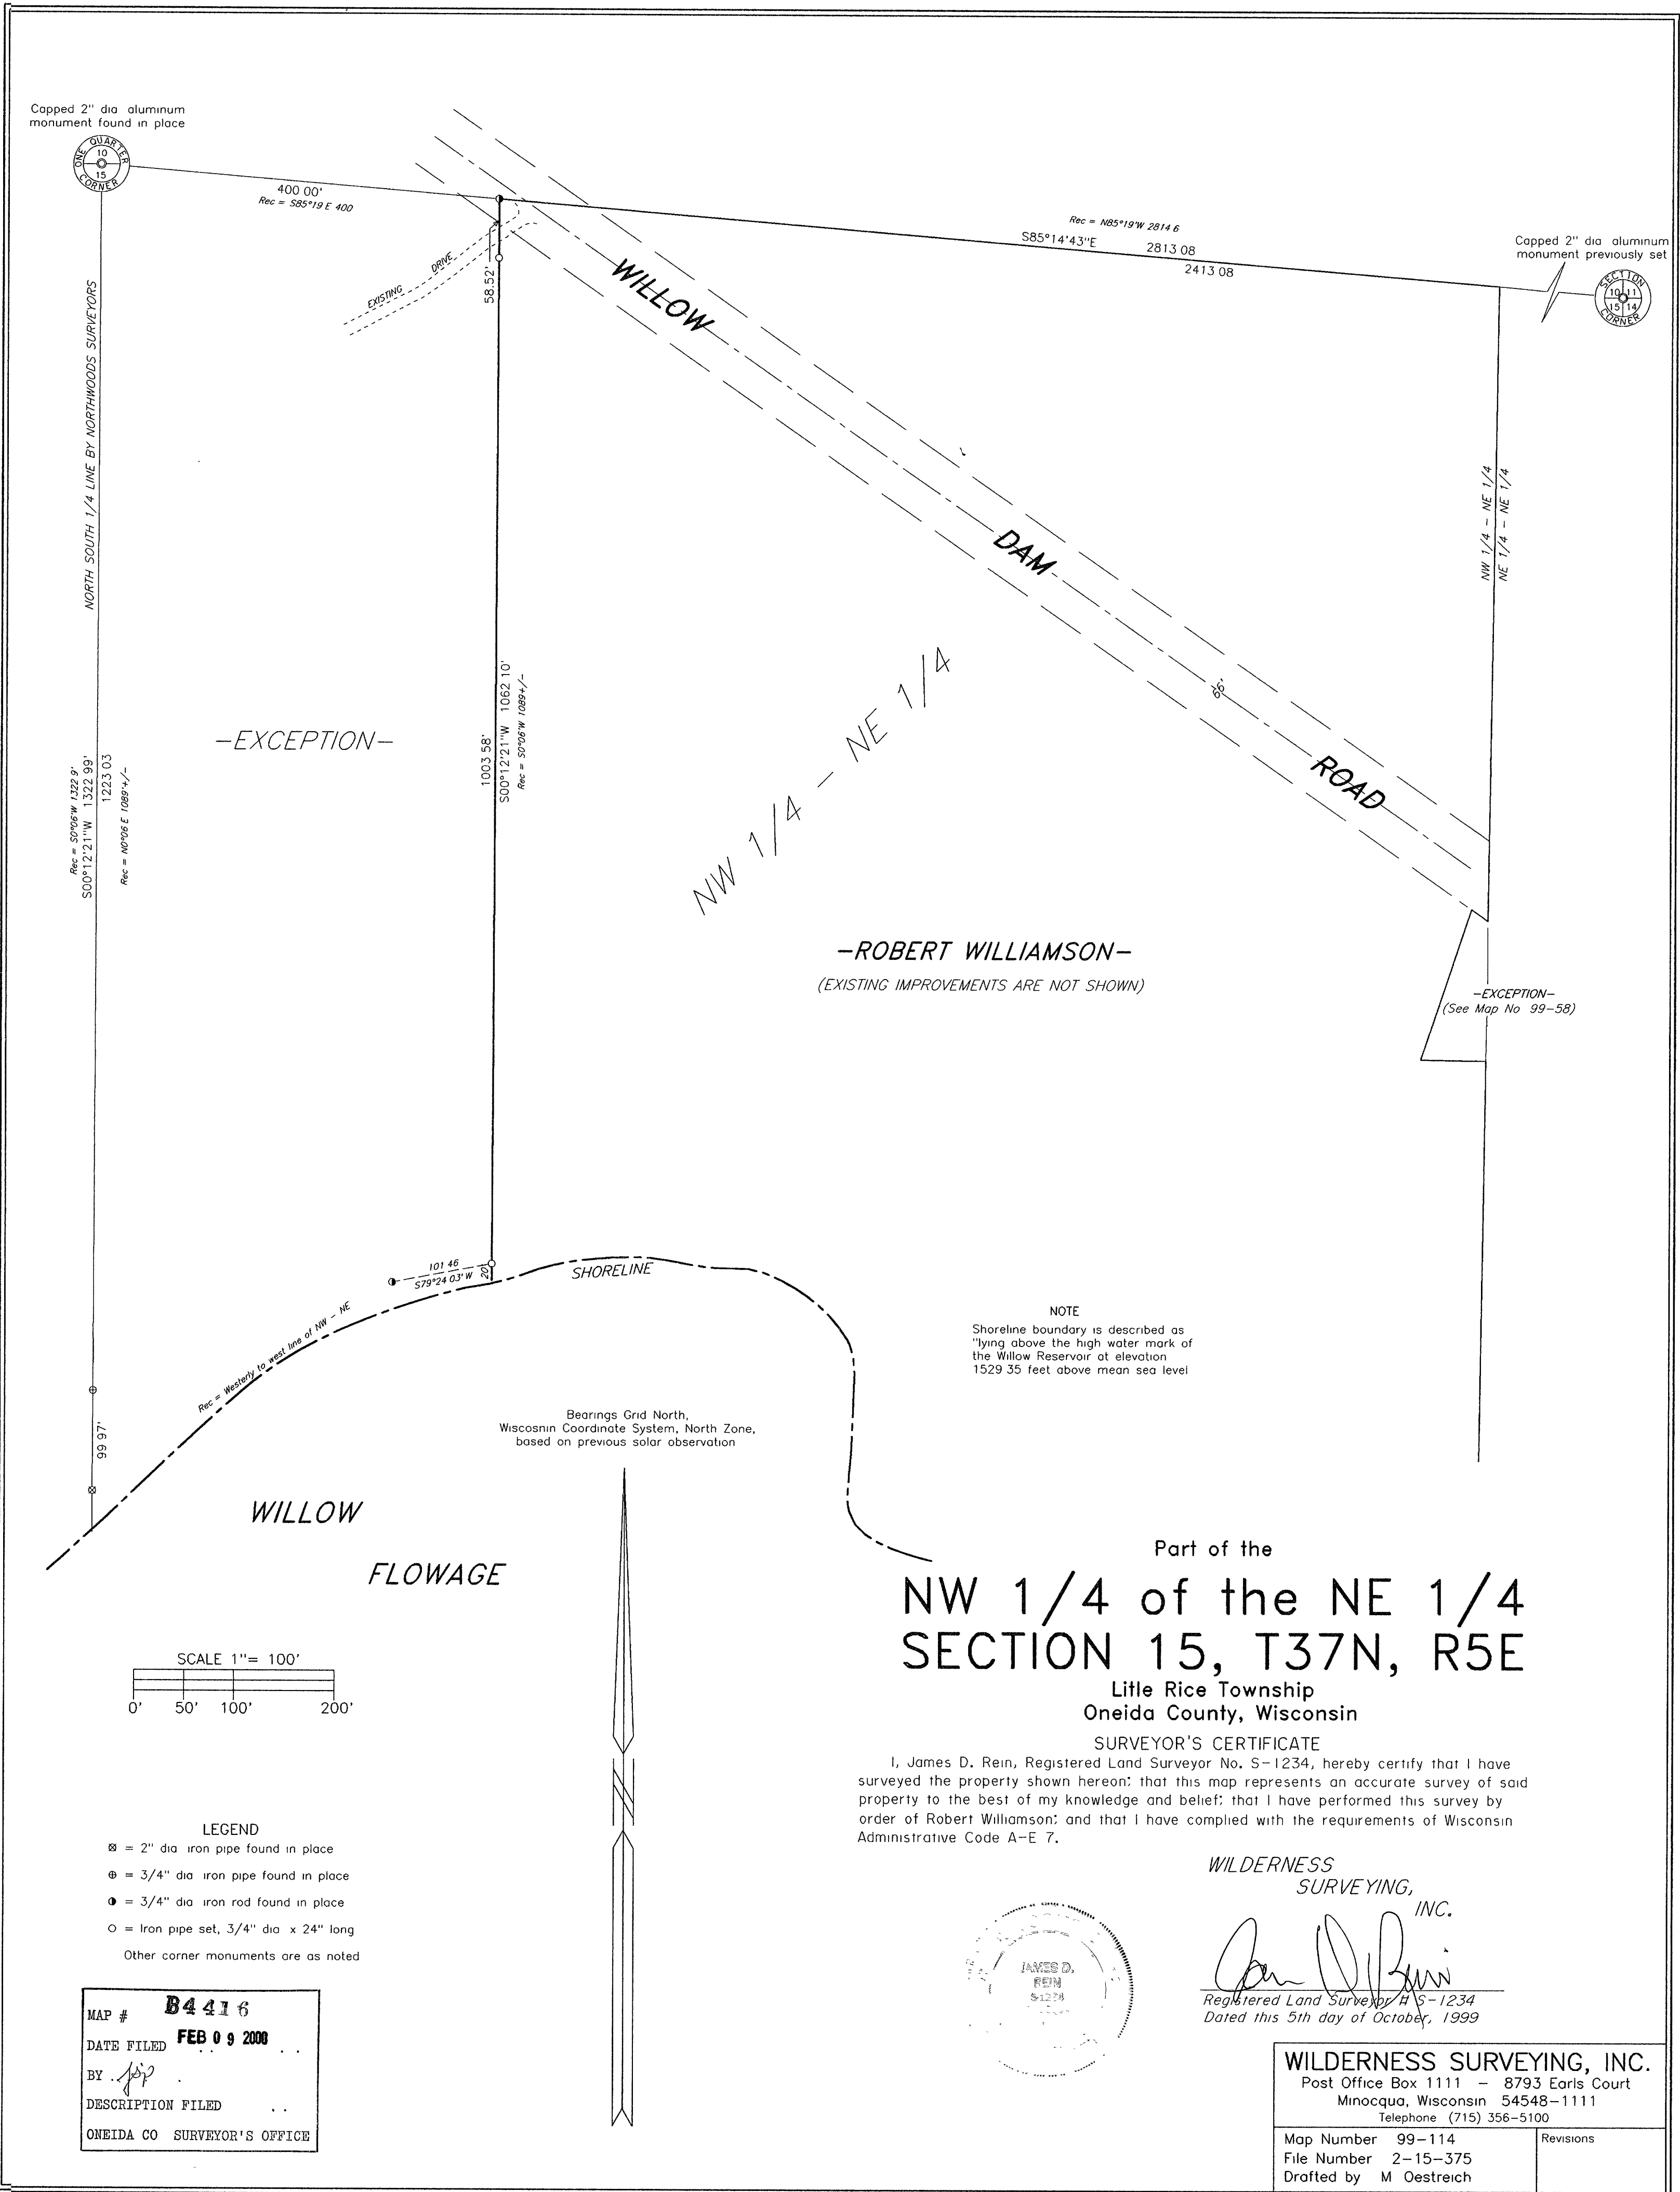 Capped 2" dia aluminum
monument found in place
ONE QUARTER
10
15
CORNER
400 00'
Rec = S85°19 E 400
Rec = N85°19'W 2814 6
S85°14'43"E 2813 08
2413 08
Capped 2" dia aluminum
monument previously set
SECTION
10 11
15 14
CORNER
EXISTING DRIVE
58.52'
WILLOW
DAM
ROAD
66'
NORTH SOUTH 1/4 LINE BY NORTHWOODS SURVEYORS
NW 1/4 - NE 1/4
NE 1/4 - NE 1/4
-EXCEPTION-
Rec = S0°06'W 1322 9'
S00°12'21"W 1322 99'
1223 03
Rec = N0°06 E 1089'+/-
1003 58'
S00°12'21"W 1062 10'
Rec = S0°06'W 1089+/-
NW 1/4 - NE 1/4
-ROBERT WILLIAMSON-
(EXISTING IMPROVEMENTS ARE NOT SHOWN)
-EXCEPTION-
(See Map No 99-58)
101 46
S79°24 03'W
20'
SHORELINE
Rec = Westerly to west line of NW - NE
99 97'
NOTE
Shoreline boundary is described as
"lying above the high water mark of
the Willow Reservoir at elevation
1529 35 feet above mean sea level
Bearings Grid North,
Wiscosnin Coordinate System, North Zone,
based on previous solar observation
WILLOW
FLOWAGE
SCALE 1"= 100'
0' 50' 100' 200'
Part of the
NW 1/4 of the NE 1/4
SECTION 15, T37N, R5E
Litle Rice Township
Oneida County, Wisconsin
SURVEYOR'S CERTIFICATE
I, James D. Rein, Registered Land Surveyor No. S-1234, hereby certify that I have
surveyed the property shown hereon; that this map represents an accurate survey of said
property to the best of my knowledge and belief; that I have performed this survey by
order of Robert Williamson; and that I have complied with the requirements of Wisconsin
Administrative Code A-E 7.
LEGEND
⊠ = 2" dia iron pipe found in place
⊕ = 3/4" dia iron pipe found in place
◑ = 3/4" dia iron rod found in place
O = Iron pipe set, 3/4" dia x 24" long
Other corner monuments are as noted
WILDERNESS
SURVEYING,
INC.
JAMES D.
REIN
S-1234
Registered Land Surveyor # S-1234
Dated this 5th day of October, 1999
MAP # B4416
DATE FILED FEB 09 2000
BY
DESCRIPTION FILED
ONEIDA CO SURVEYOR'S OFFICE
WILDERNESS SURVEYING, INC.
Post Office Box 1111 - 8793 Earls Court
Minocqua, Wisconsin 54548-1111
Telephone (715) 356-5100
Map Number 99-114
File Number 2-15-375
Drafted by M Oestreich
Revisions